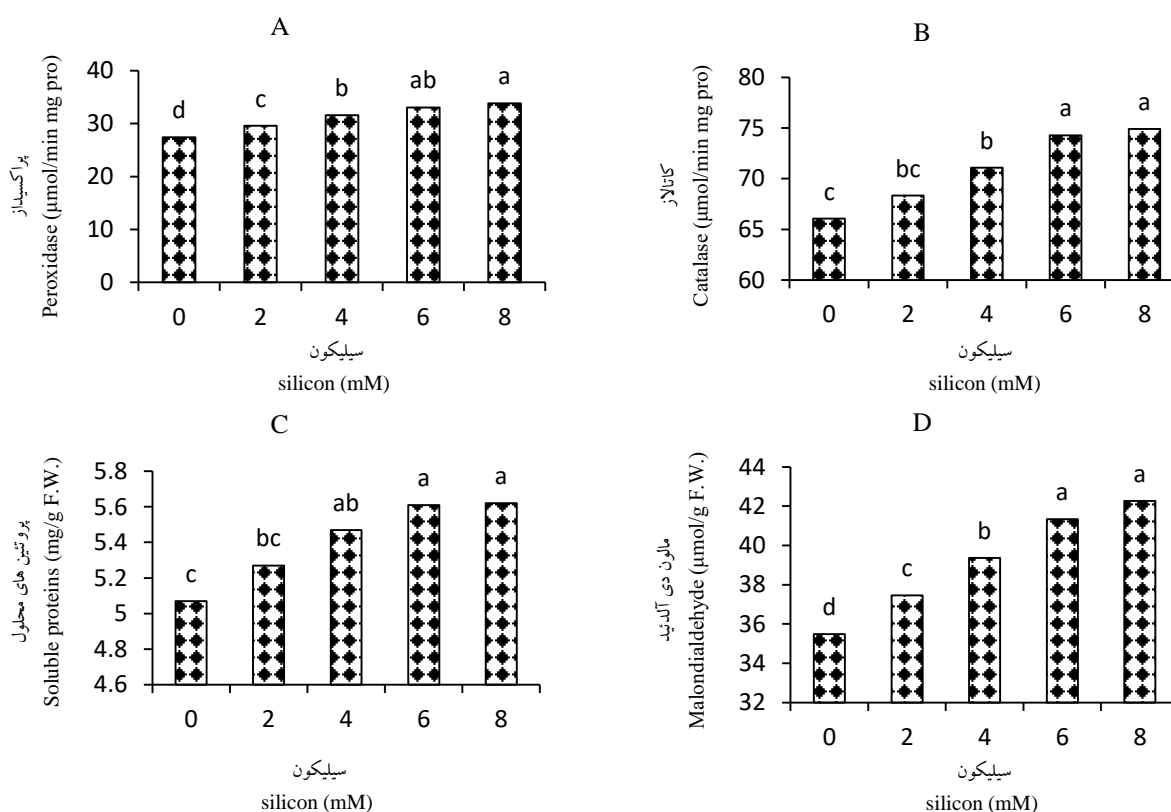 A
پراکسیداز
Peroxidase (µmol/min mg pro)
40
30
20
10
0
d
c
b
ab
a
0 2 4 6 8
سیلیکون
silicon (mM)
B
کاتالاز
Catalase (µmol/min mg pro)
80
75
70
65
60
c
bc
b
a
a
0 2 4 6 8
سیلیکون
silicon (mM)
C
پروتئین های محلول
Soluble proteins (mg/g F.W.)
5.8
5.6
5.4
5.2
5
4.8
4.6
c
bc
ab
a
a
0 2 4 6 8
سیلیکون
silicon (mM)
D
مالون دی آلدئید
Malondialdehyde (µmol/g F.W.)
44
42
40
38
36
34
32
d
c
b
a
a
0 2 4 6 8
سیلیکون
silicon (mM)